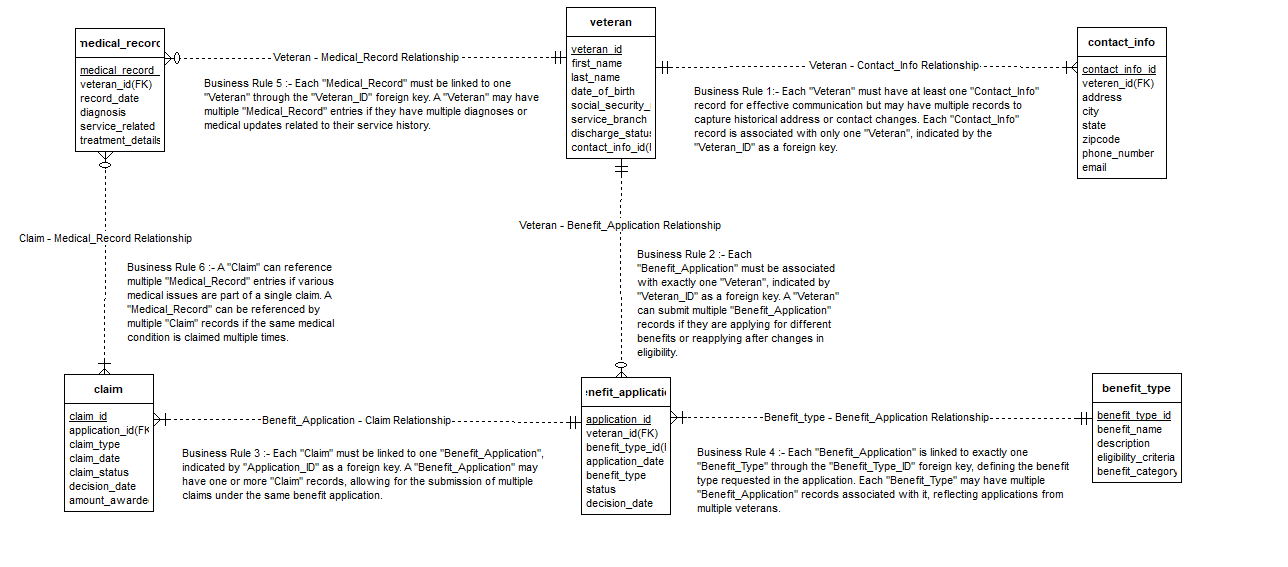 veteran
veteran_id
first_name
last_name
date_of_birth
social_security_
service_branch
discharge_statu
contact_info_id(
medical_record
medical_record_
veteran_id(FK)
record_date
diagnosis
service_related
treatment_details
contact_info
contact_info_id
veteren_id(FK)
address
city
state
zipcode
phone_number
email
Veteran - Medical_Record Relationship
Business Rule 5 :- Each "Medical_Record" must be linked to one
"Veteran" through the "Veteran_ID" foreign key. A "Veteran" may have
multiple "Medical_Record" entries if they have multiple diagnoses or
medical updates related to their service history.
Veteran - Contact_Info Relationship
Business Rule 1:- Each "Veteran" must have at least one "Contact_Info"
record for effective communication but may have multiple records to
capture historical address or contact changes. Each "Contact_Info"
record is associated with only one "Veteran", indicated by the
"Veteran_ID" as a foreign key.
Claim - Medical_Record Relationship
Business Rule 6 :- A "Claim" can reference
multiple "Medical_Record" entries if various
medical issues are part of a single claim. A
"Medical_Record" can be referenced by
multiple "Claim" records if the same medical
condition is claimed multiple times.
Veteran - Benefit_Application Relationship
Business Rule 2 :- Each
"Benefit_Application" must be associated
with exactly one "Veteran", indicated by
"Veteran_ID" as a foreign key. A "Veteran"
can submit multiple "Benefit_Application"
records if they are applying for different
benefits or reapplying after changes in
eligibility.
claim
claim_id
application_id(FK
claim_type
claim_date
claim_status
decision_date
amount_awarde
Benefit_Application - Claim Relationship
Business Rule 3 :- Each "Claim" must be linked to one "Benefit_Application",
indicated by "Application_ID" as a foreign key. A "Benefit_Application" may
have one or more "Claim" records, allowing for the submission of multiple
claims under the same benefit application.
enefit_applicati
application_id
veteran_id(FK)
benefit_type_id(
application_date
benefit_type
status
decision_date
Benefit_type - Benefit_Application Relationship
Business Rule 4 :- Each "Benefit_Application" is linked to exactly one
"Benefit_Type" through the "Benefit_Type_ID" foreign key, defining the benefit
type requested in the application. Each "Benefit_Type" may have multiple
"Benefit_Application" records associated with it, reflecting applications from
multiple veterans.
benefit_type
benefit_type_id
benefit_name
description
eligibility_criteria
benefit_category